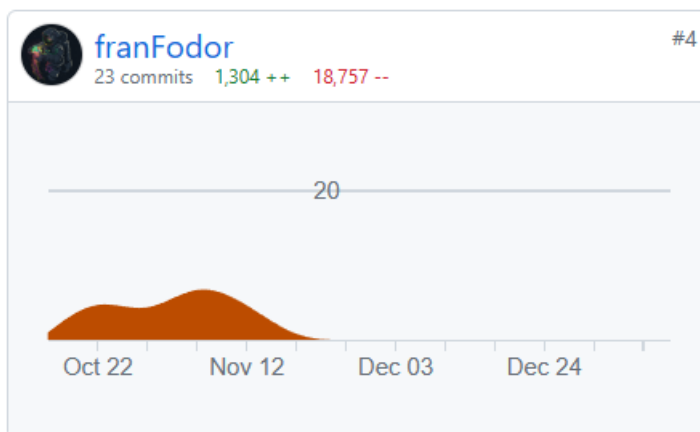 franFodor
#4
23 commits 1,304 ++ 18,757 --
20
Oct 22 Nov 12 Dec 03 Dec 24